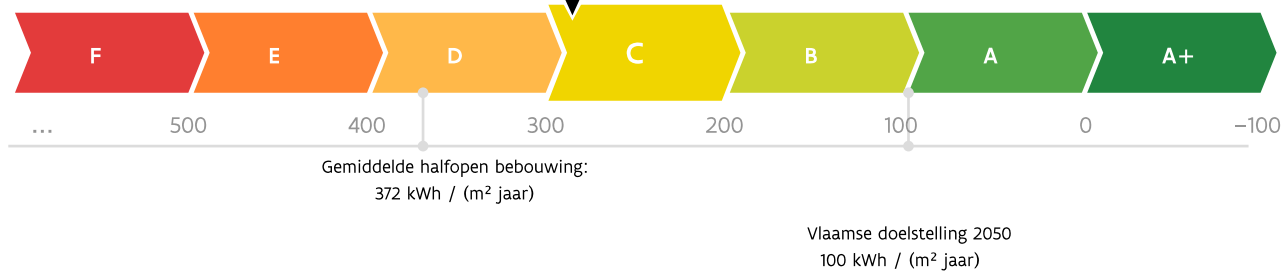 F E D C B A A+
... 500 400 300 200 100 0 –100
Gemiddelde halfopen bebouwing:
372 kWh / (m² jaar)
Vlaamse doelstelling 2050
100 kWh / (m² jaar)